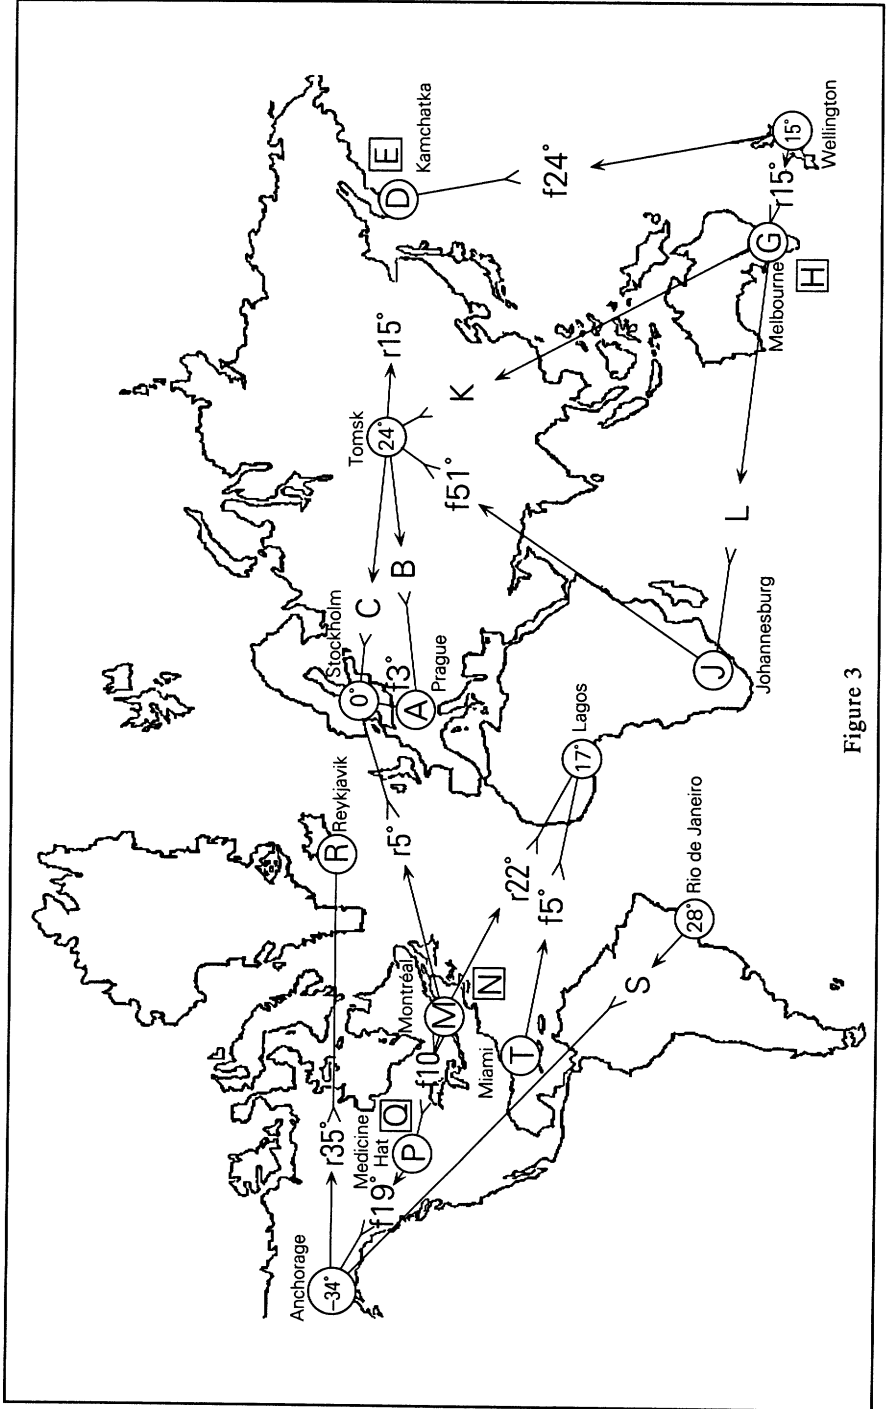 Anchorage
−34°
r35°
R
Reykjavik
f19°
Medicine
Hat
P
Q
f10
Montréal
M
N
r5°
Miami
T
r22°
f5°
Lagos
17°
S
28°
Rio de Janeiro
Stockholm
0°
f3°
A
Prague
C
B
Tomsk
24°
r15°
f51°
K
D
E
Kamchatka
f24°
15°
Wellington
r15°
G
Melbourne
H
L
J
Johannesburg
Figure 3